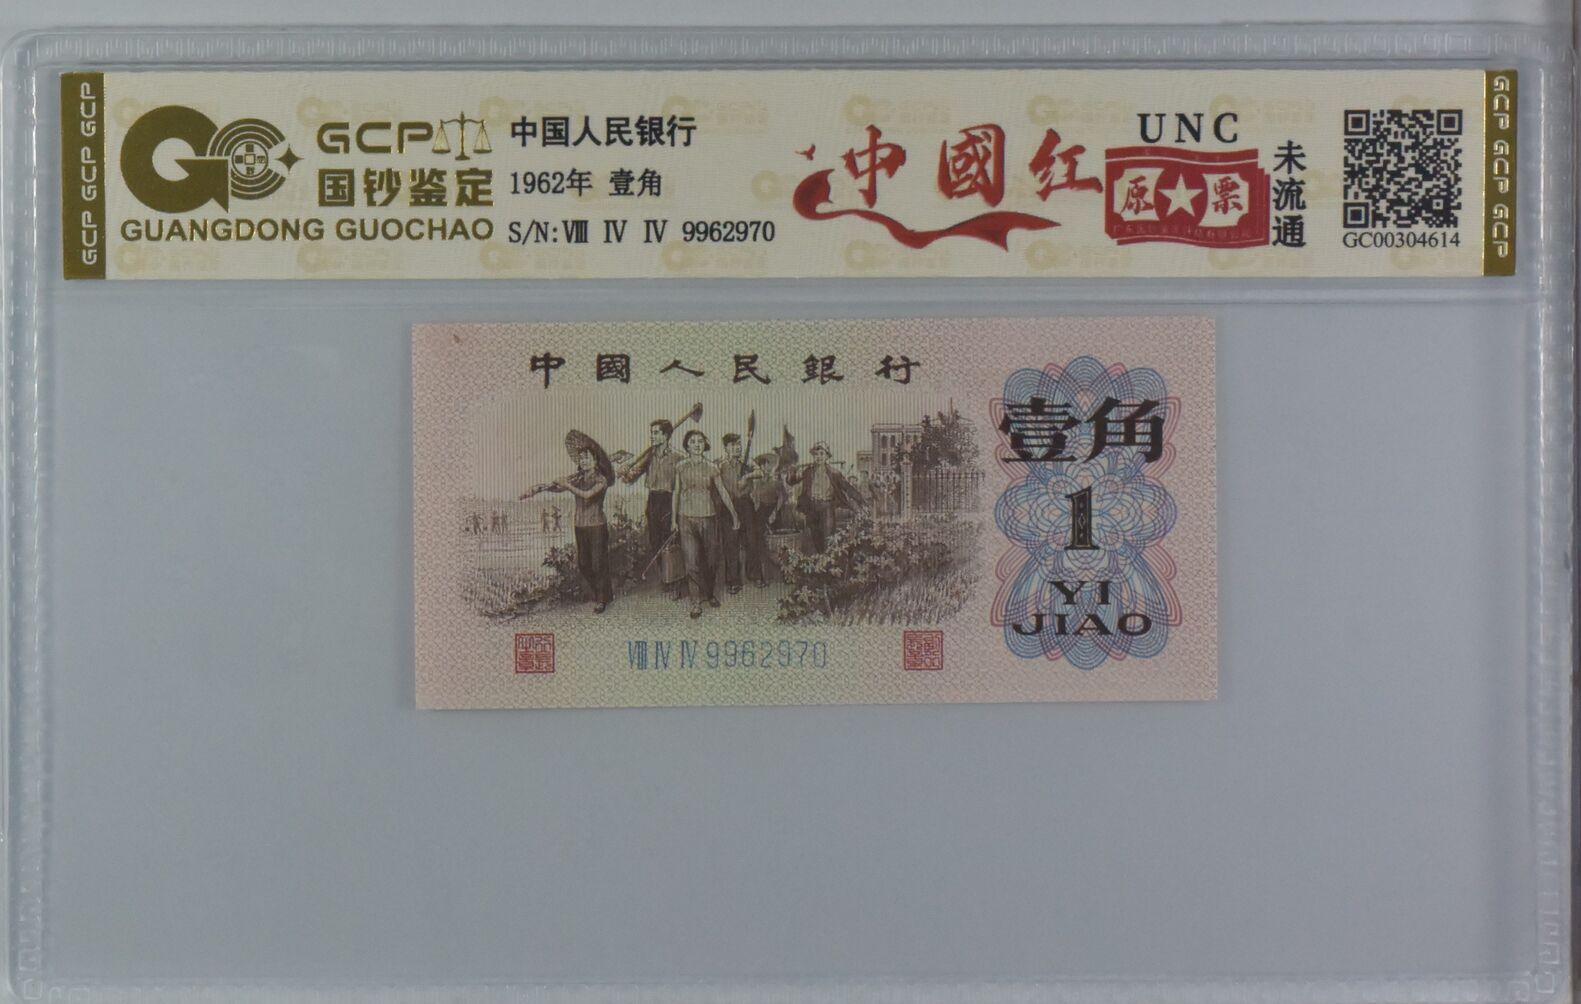 GCP GCP GCP
GCP
国钞鉴定
GUANGDONG GUOCHAO
中国人民银行
1962年 壹角
S/N:Ⅷ Ⅳ Ⅳ 9962970
中國红
UNC
原★票
未流通
GC00304614
GCP GCP GCP
中國人民銀行
壹角
1
YI
JIAO
Ⅷ Ⅳ Ⅳ 9962970